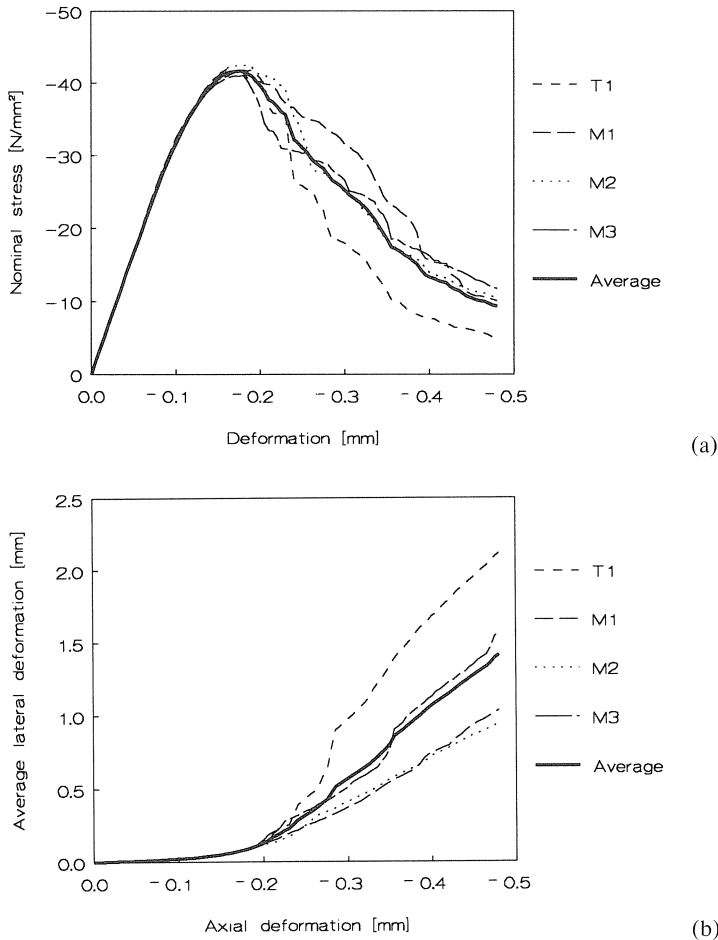 -50
-40
-30
-20
-10
0
Nominal stress [N/mm²]
0.0 -0.1 -0.2 -0.3 -0.4 -0.5
Deformation [mm]
T1
M1
M2
M3
Average
(a)
2.5
2.0
1.5
1.0
0.5
0.0
Average lateral deformation [mm]
0.0 -0.1 -0.2 -0.3 -0.4 -0.5
Axial deformation [mm]
T1
M1
M2
M3
Average
(b)